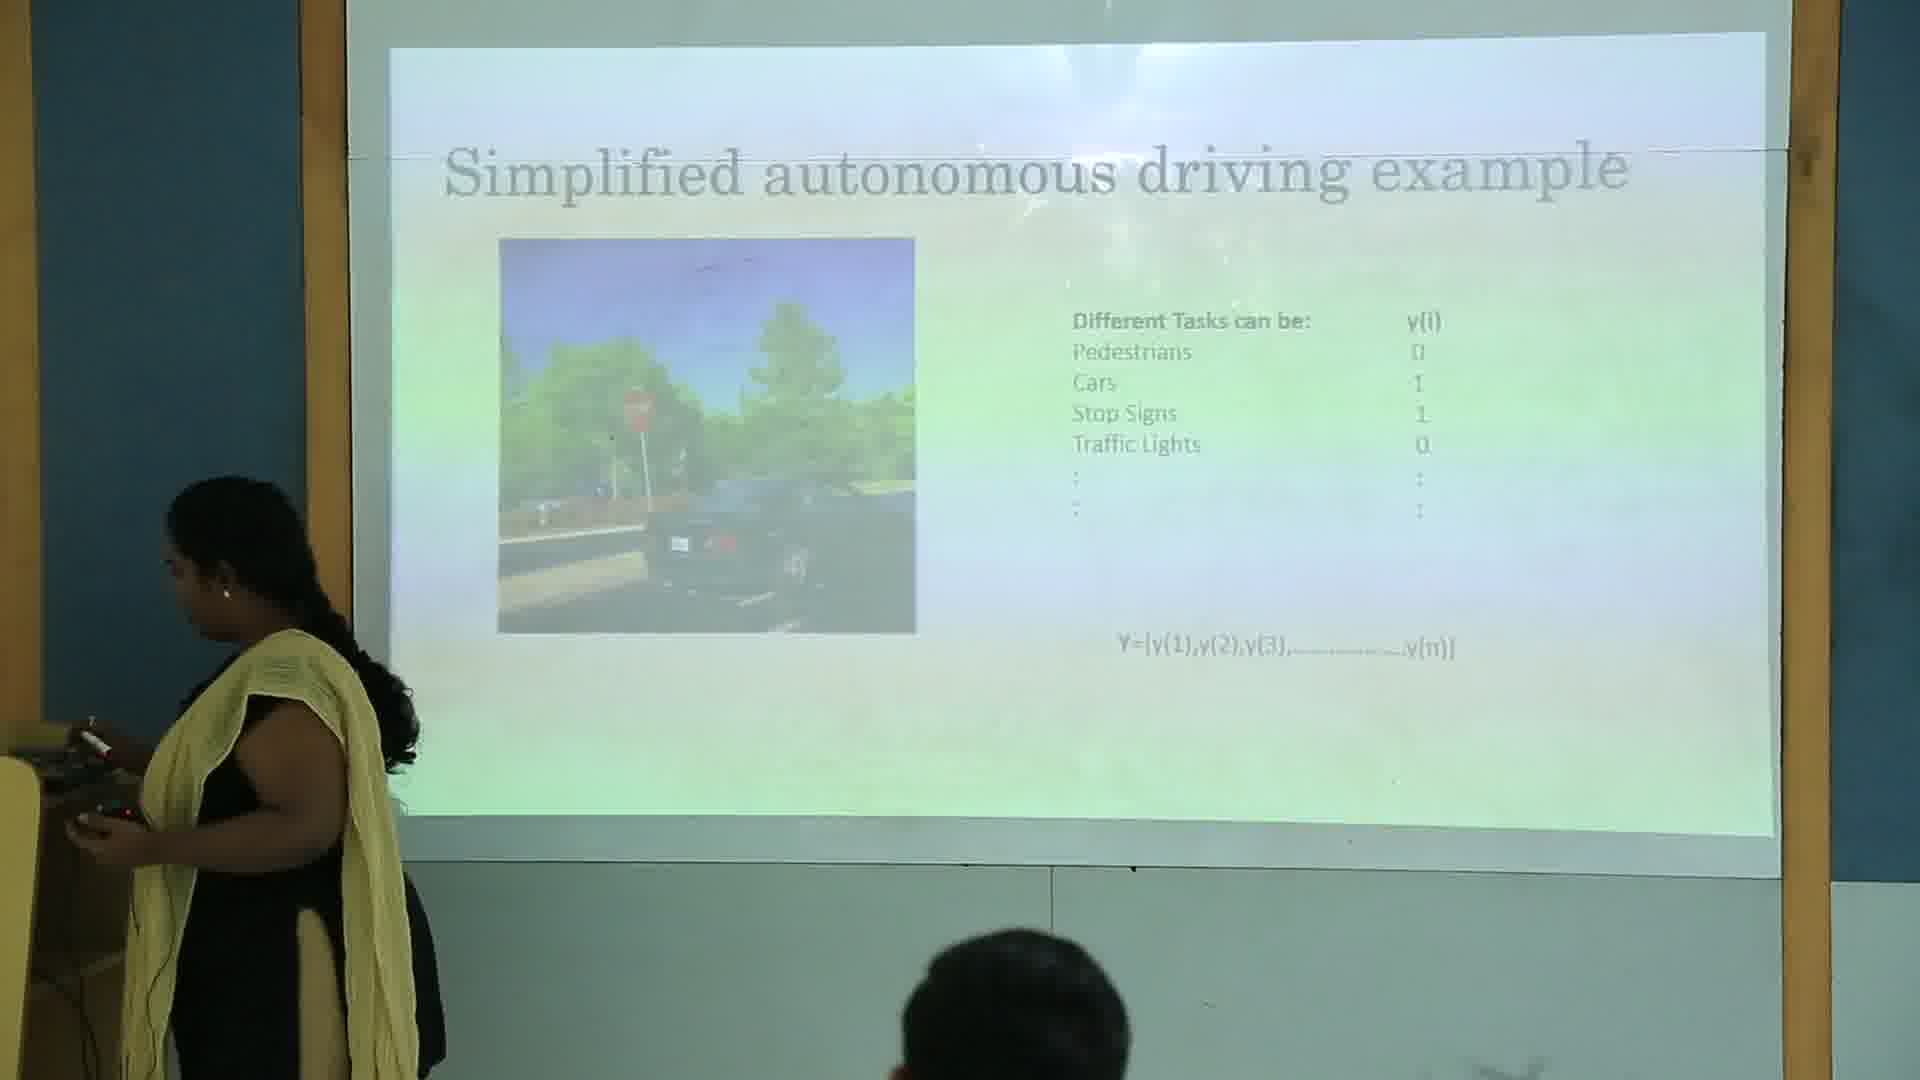 Simplified autonomous driving example
Different Tasks can be: y(i)
Pedestrians 0
Cars 1
Stop Signs 1
Traffic Lights 0
: :
: :
Y=[y(1),y(2),y(3),....................y(n)]